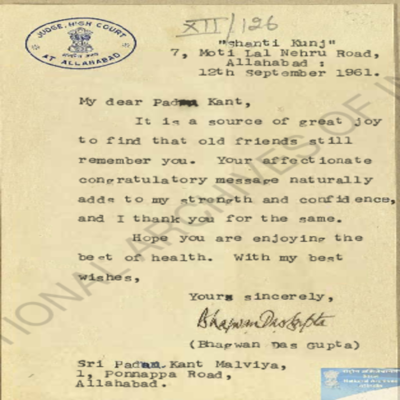 XII/126
JUDGE, HIGH COURT
AT ALLAHABAD
"Shanti Kunj"
7, Moti Lal Nehru Road,
Allahabad :
12th September 1961.
My dear Padam Kant,
It is a source of great joy
to find that old friends still
remember you. Your affectionate
congratulatory message naturally
adds to my strength and confidence,
and I thank you for the same.
Hope you are enjoying the
best of health. With my best
wishes,
Yours sincerely,
Bhagwan Das Gupta
(Bhagwan Das Gupta)
Sri Padam Kant Malviya,
1, Ponnappa Road,
Allahabad.
NATIONAL ARCHIVES OF IN